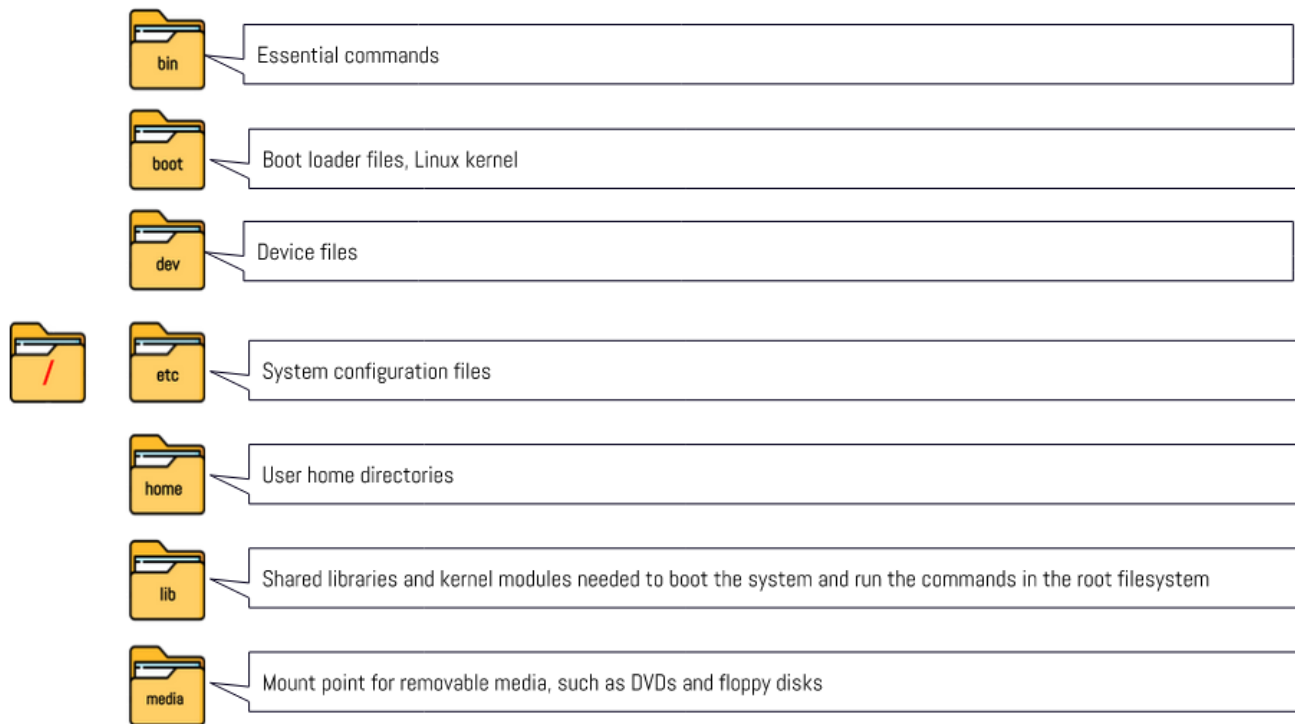 bin
Essential commands
boot
Boot loader files, Linux kernel
dev
Device files
/
etc
System configuration files
home
User home directories
lib
Shared libraries and kernel modules needed to boot the system and run the commands in the root filesystem
media
Mount point for removable media, such as DVDs and floppy disks